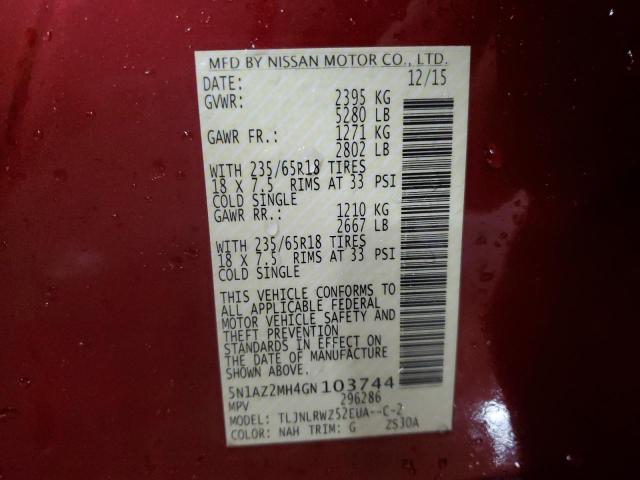 MFD BY NISSAN MOTOR CO., LTD.
DATE: 12/15
GVWR: 2395 KG
5280 LB
GAWR FR.: 1271 KG
2802 LB
WITH 235/65R18 TIRES
18 X 7.5 RIMS AT 33 PSI
COLD SINGLE
GAWR RR.: 1210 KG
2667 LB
WITH 235/65R18 TIRES
18 X 7.5 RIMS AT 33 PSI
COLD SINGLE
THIS VEHICLE CONFORMS TO
ALL APPLICABLE FEDERAL
MOTOR VEHICLE SAFETY AND
THEFT PREVENTION
STANDARDS IN EFFECT ON
THE DATE OF MANUFACTURE
SHOWN ABOVE.
5N1AZ2MH4GN103744
MPV 296286
MODEL: TLJNLRWZ52EUA--C-2
COLOR: NAH TRIM: G ZS30A